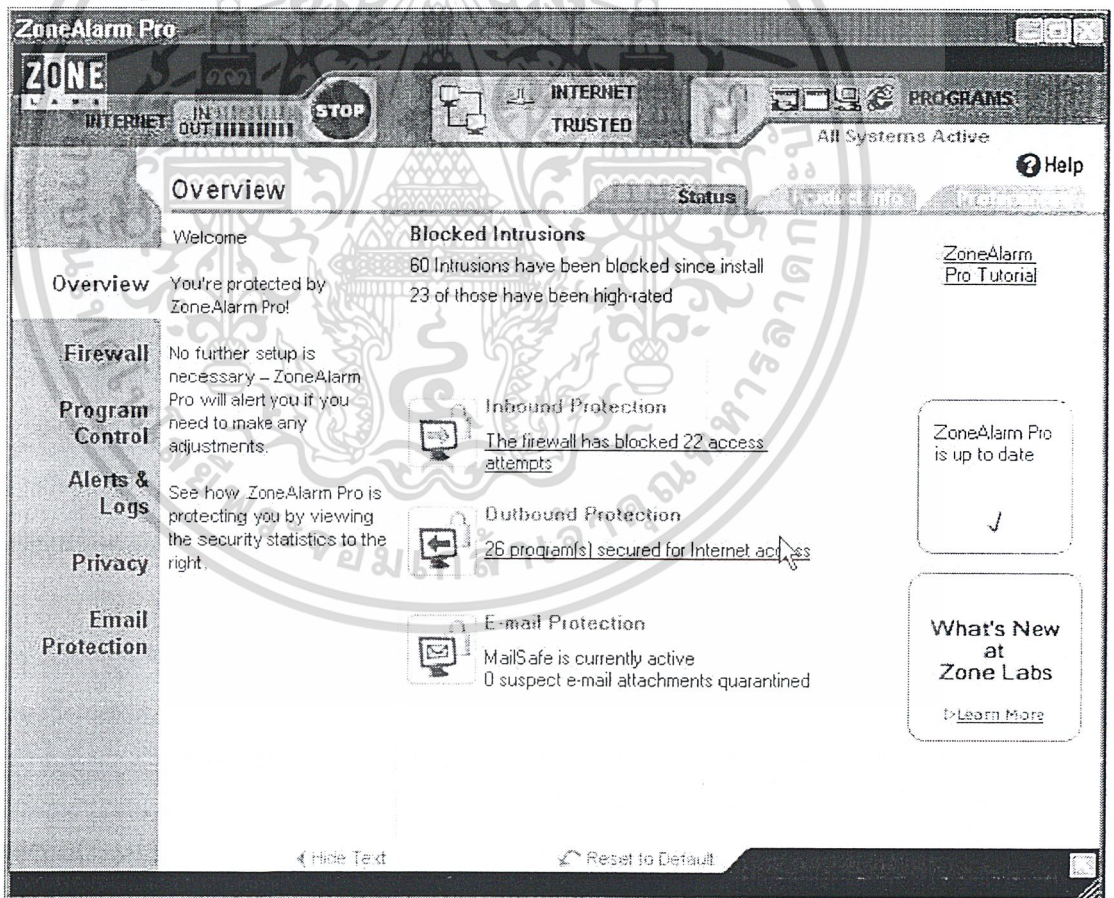 ZoneAlarm Pro
ZONE
LABS
INTERNET
IN
OUT
STOP
INTERNET
TRUSTED
PROGRAMS
All Systems Active
Help
Overview
Status
Product Info
Preferences
Overview
Firewall
Program
Control
Alerts &
Logs
Privacy
Email
Protection
Welcome
You're protected by
ZoneAlarm Pro!
No further setup is
necessary – ZoneAlarm
Pro will alert you if you
need to make any
adjustments.
See how ZoneAlarm Pro is
protecting you by viewing
the security statistics to the
right.
Blocked Intrusions
60 Intrusions have been blocked since install
23 of those have been high-rated
Inbound Protection
The firewall has blocked 22 access
attempts
Outbound Protection
26 program(s) secured for Internet access
E-mail Protection
MailSafe is currently active
0 suspect e-mail attachments quarantined
ZoneAlarm
Pro Tutorial
ZoneAlarm Pro
is up to date
What's New
at
Zone Labs
Learn More
Hide Text
Reset to Default